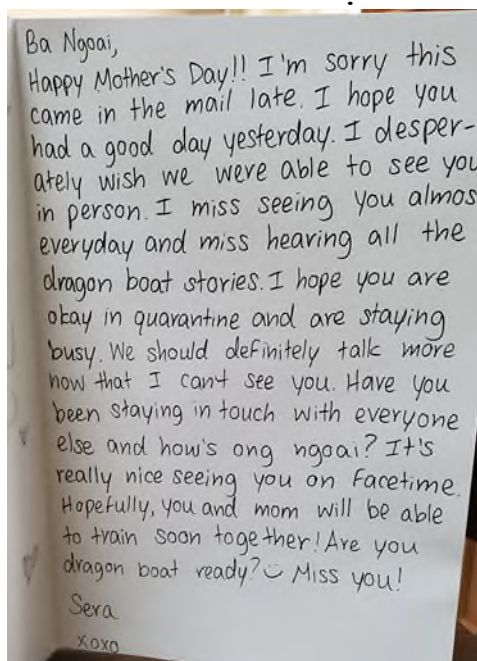 Ba Ngoai,
Happy Mother's Day!! I'm sorry this
came in the mail late. I hope you
had a good day yesterday. I desper-
ately wish we were able to see you
in person. I miss seeing you almos
everyday and miss hearing all the
dragon boat stories. I hope you are
okay in quarantine and are staying
busy. We should definitely talk more
now that I can't see you. Have you
been staying in touch with everyone
else and how's ong ngoai? It's
really nice seeing you on Facetime.
Hopefully, you and mom will be able
to train soon together! Are you
dragon boat ready? Miss you!
Sera
xoxo